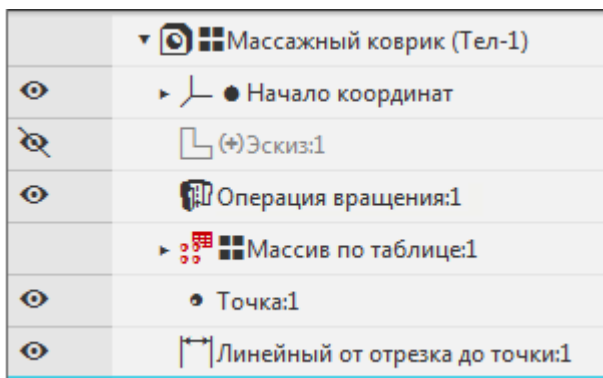 Массажный коврик (Тел-1)
Начало координат
(+)Эскиз:1
Операция вращения:1
Массив по таблице:1
Точка:1
Линейный от отрезка до точки:1